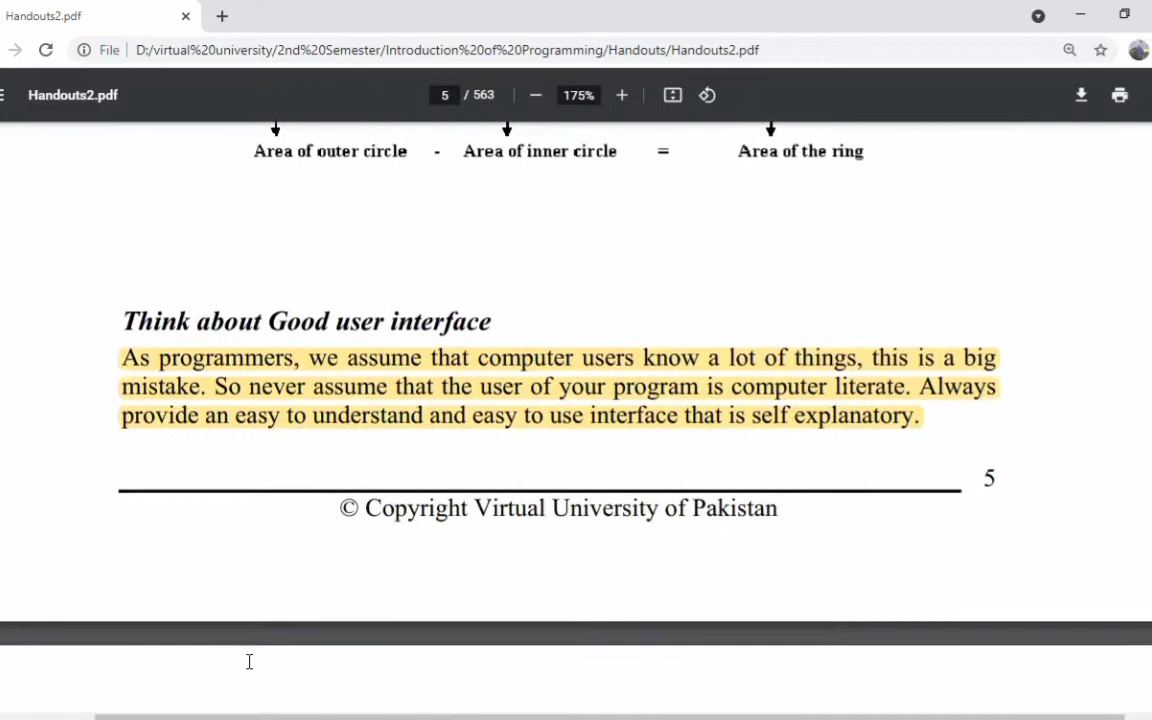 Handouts2.pdf
File D:/virtual%20university/2nd%20Semester/Introduction%20of%20Programming/Handouts/Handouts2.pdf
Handouts2.pdf 5 / 563 175%
Area of outer circle - Area of inner circle = Area of the ring
Think about Good user interface
As programmers, we assume that computer users know a lot of things, this is a big
mistake. So never assume that the user of your program is computer literate. Always
provide an easy to understand and easy to use interface that is self explanatory.
5
© Copyright Virtual University of Pakistan